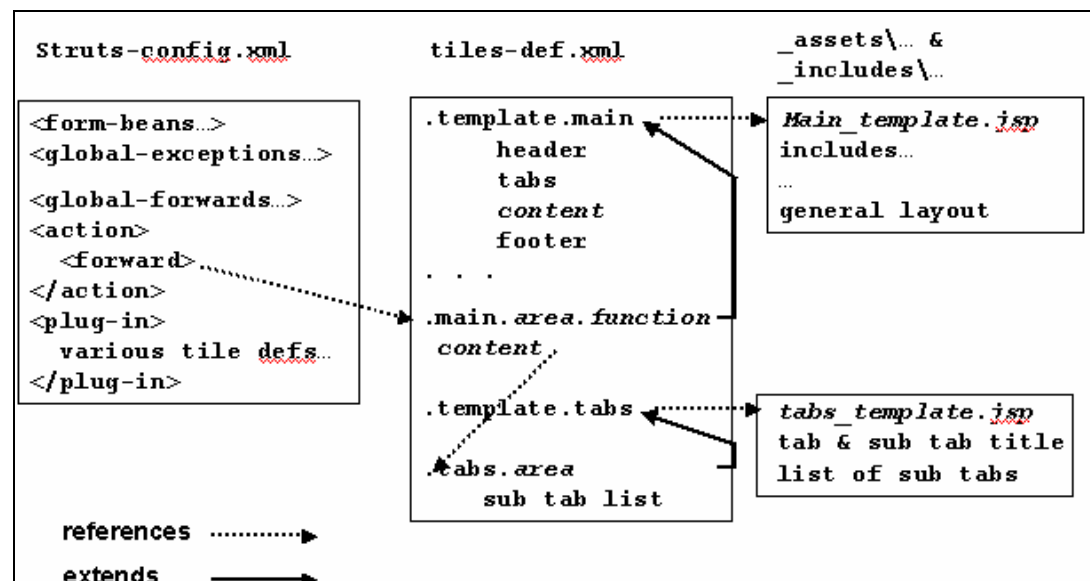 Struts-config.xml
<form-beans…>
<global-exceptions…>
<global-forwards…>
<action>
<forward>
</action>
<plug-in>
various tile defs…
</plug-in>
tiles-def.xml
.template.main
header
tabs
content
footer
. . .
.main.area.function
content
.template.tabs
.tabs.area
sub tab list
_assets\… &
_includes\…
Main_template.jsp
includes…
…
general layout
tabs_template.jsp
tab & sub tab title
list of sub tabs
references
extends